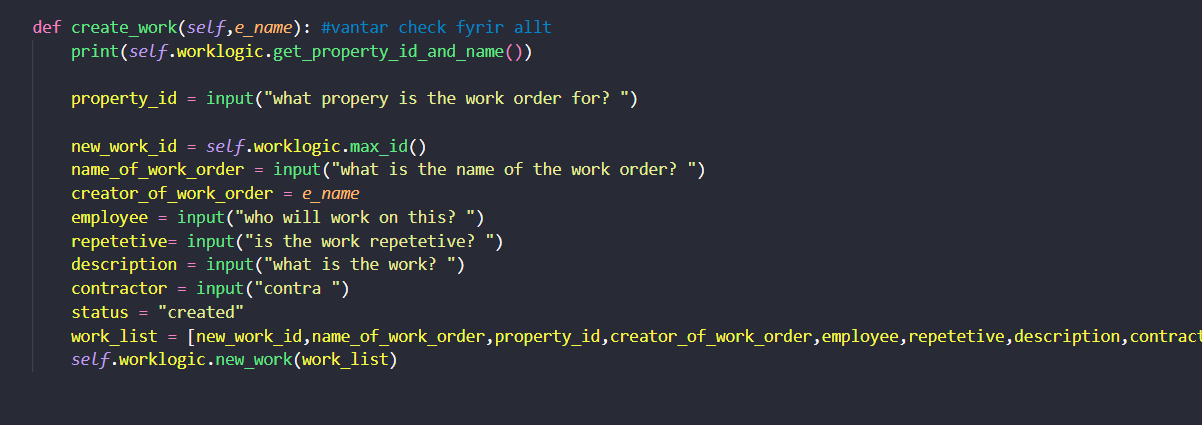 def create_work(self,e_name): #vantar check fyrir allt
print(self.worklogic.get_property_id_and_name())
property_id = input("what propery is the work order for? ")
new_work_id = self.worklogic.max_id()
name_of_work_order = input("what is the name of the work order? ")
creator_of_work_order = e_name
employee = input("who will work on this? ")
repetetive= input("is the work repetetive? ")
description = input("what is the work? ")
contractor = input("contra ")
status = "created"
work_list = [new_work_id,name_of_work_order,property_id,creator_of_work_order,employee,repetetive,description,contract
self.worklogic.new_work(work_list)